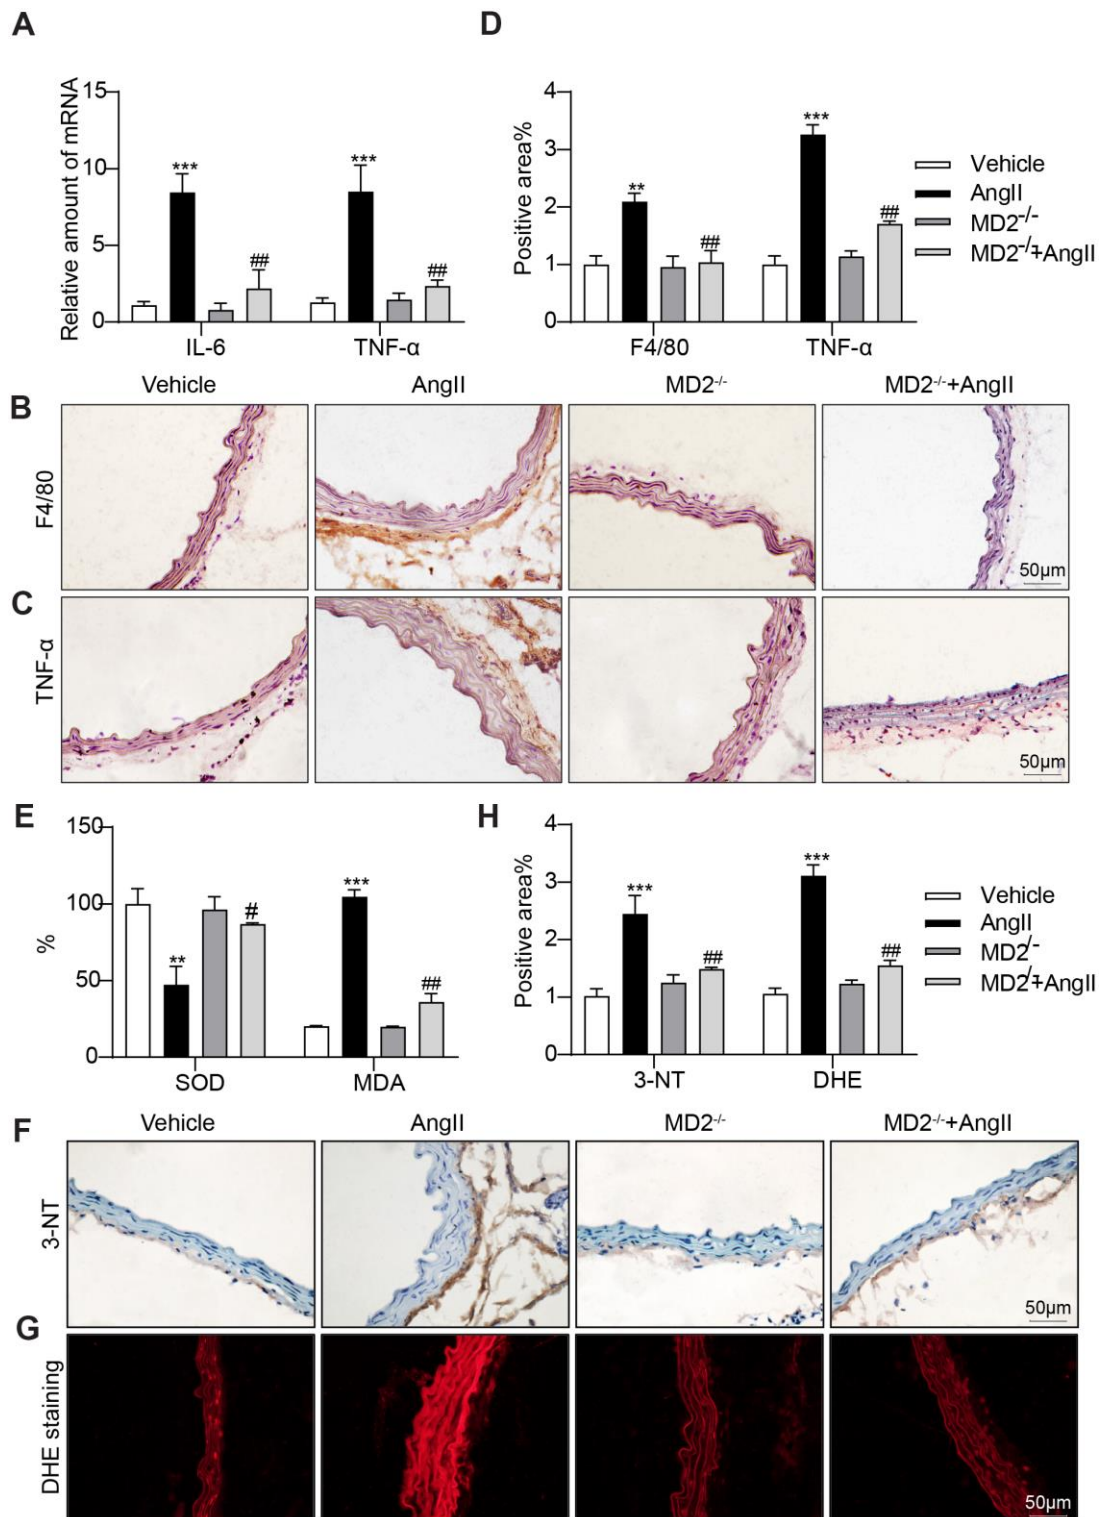 A
D
Relative amount of mRNA
15
10
5
0
***
***
##
##
IL-6
TNF-α
Positive area%
4
3
2
1
0
**
***
##
##
F4/80
TNF-α
Vehicle
AngII
MD2-/-
MD2-/-+AngII
Vehicle
AngII
MD2-/-
MD2-/-+AngII
B
F4/80
50μm
C
TNF-α
50μm
E
H
%
150
100
50
0
**
#
***
##
SOD
MDA
Positive area%
4
3
2
1
0
***
***
##
##
3-NT
DHE
Vehicle
AngII
MD2/-
MD2/+AngII
Vehicle
AngII
MD2-/-
MD2-/-+AngII
F
3-NT
50μm
G
DHE staining
50μm